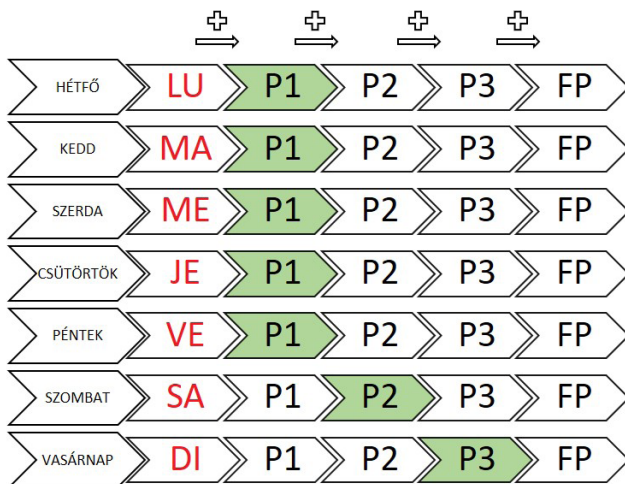 HÉTFŐ LU P1 P2 P3 FP
KEDD MA P1 P2 P3 FP
SZERDA ME P1 P2 P3 FP
CSÜTÖRTÖK JE P1 P2 P3 FP
PÉNTEK VE P1 P2 P3 FP
SZOMBAT SA P1 P2 P3 FP
VASÁRNAP DI P1 P2 P3 FP